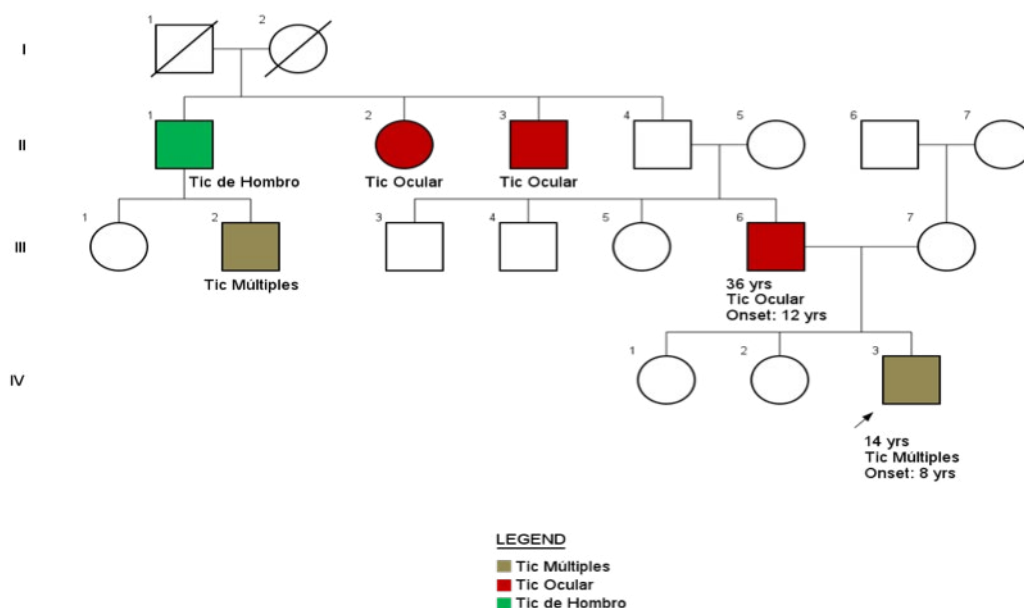 I
1
2
II
1
2
3
4
5
6
7
Tic de Hombro
Tic Ocular
Tic Ocular
III
1
2
3
4
5
6
7
Tic Múltiples
36 yrs
Tic Ocular
Onset: 12 yrs
IV
1
2
3
14 yrs
Tic Múltiples
Onset: 8 yrs
LEGEND
Tic Múltiples
Tic Ocular
Tic de Hombro